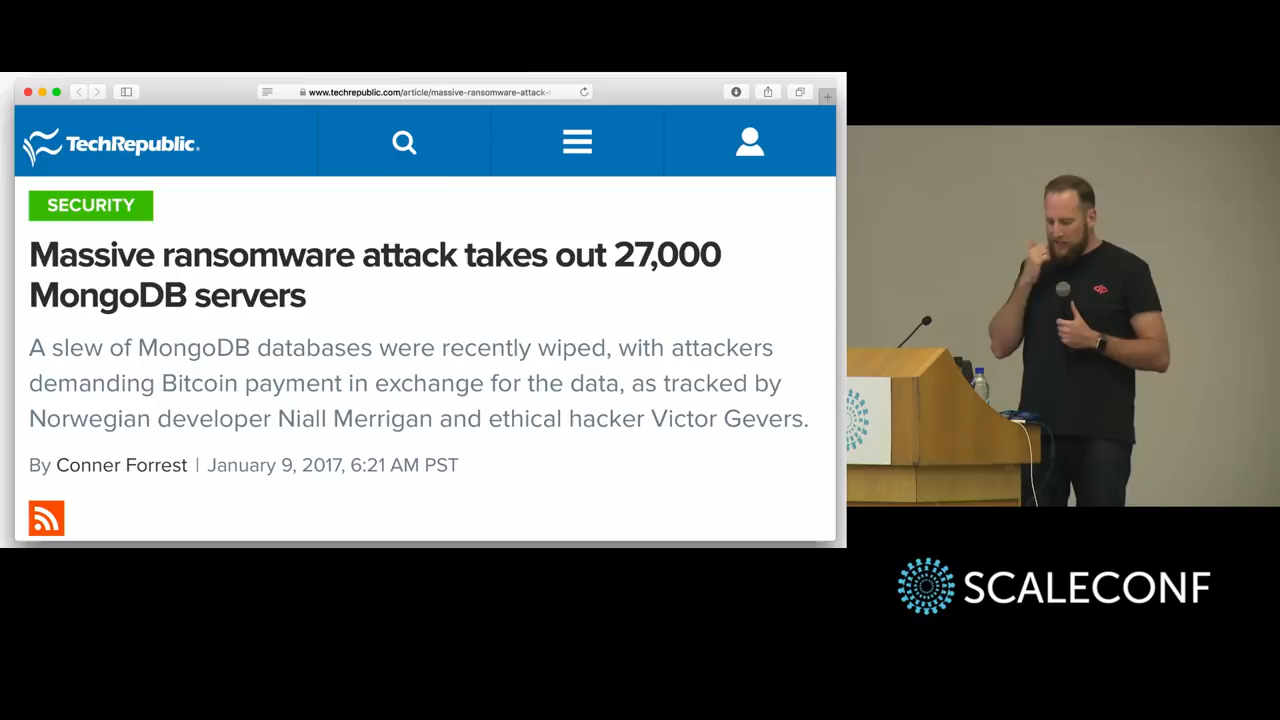 www.techrepublic.com/article/massive-ransomware-attack-
TechRepublic.
SECURITY
Massive ransomware attack takes out 27,000
MongoDB servers
A slew of MongoDB databases were recently wiped, with attackers
demanding Bitcoin payment in exchange for the data, as tracked by
Norwegian developer Niall Merrigan and ethical hacker Victor Gevers.
By Conner Forrest | January 9, 2017, 6:21 AM PST
SCALECONF